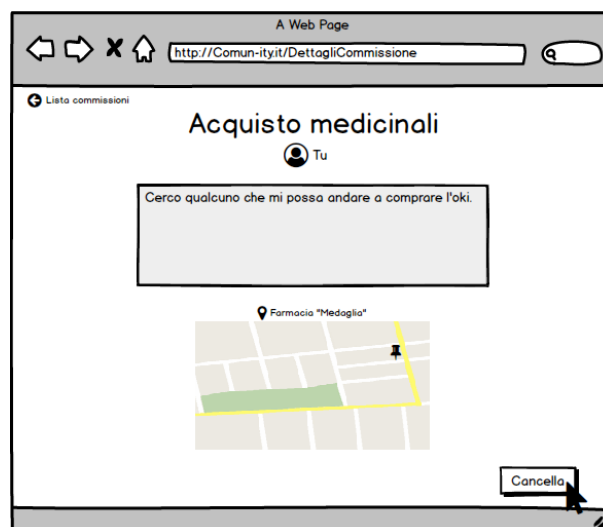 A Web Page
http://Comun-ity.it/DettagliCommissione
Lista commissioni
Acquisto medicinali
Tu
Cerco qualcuno che mi possa andare a comprare l'oki.
Farmacia "Medaglia"
Cancella